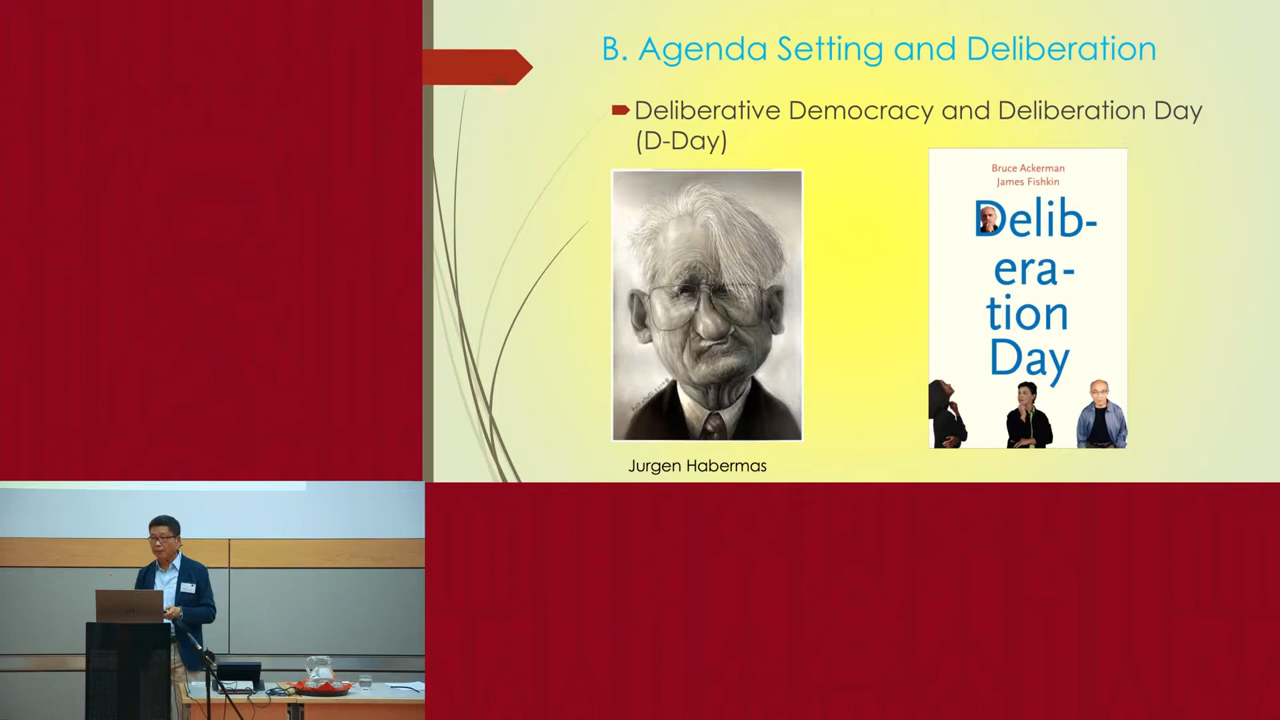 B. Agenda Setting and Deliberation
Deliberative Democracy and Deliberation Day
(D-Day)
Bruce Ackerman
James Fishkin
Delib-
era-
tion
Day
Jurgen Habermas